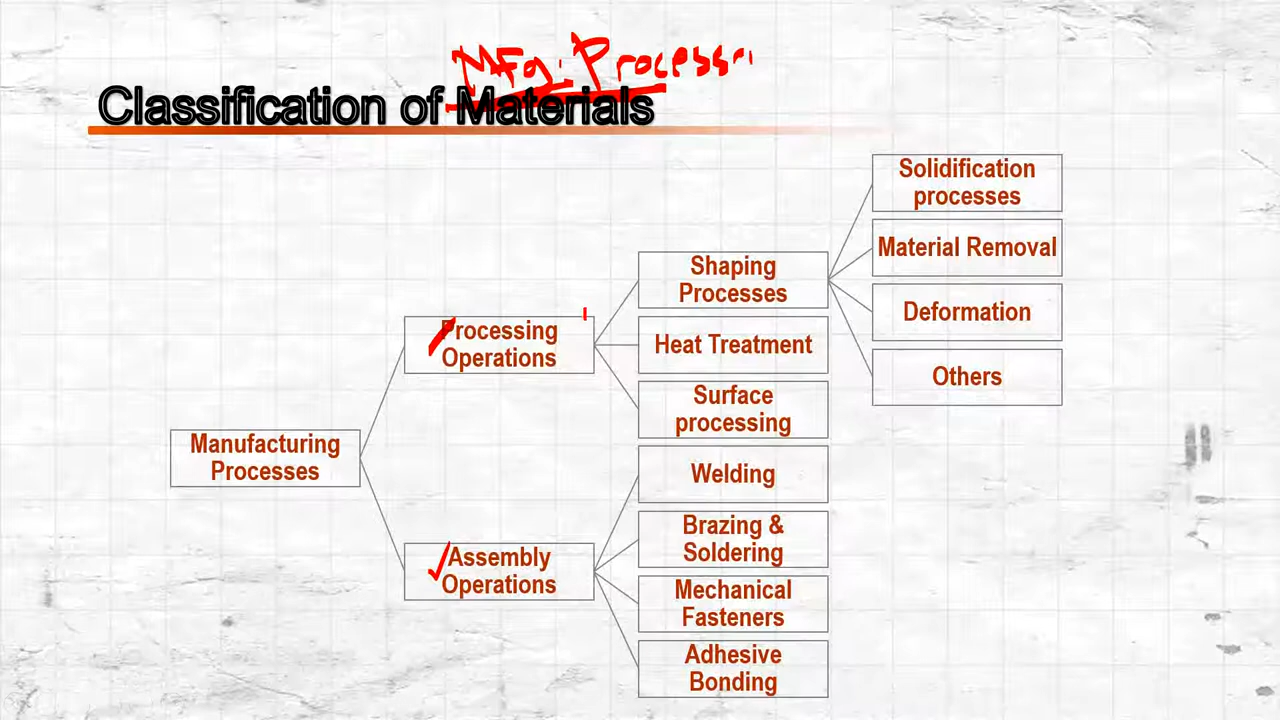 Mfg. Process
Classification of Materials
Solidification
processes
Material Removal
Shaping
Processes
Deformation
Processing
Operations
Heat Treatment
Others
Surface
processing
Manufacturing
Processes
Welding
Brazing &
Soldering
Assembly
Operations
Mechanical
Fasteners
Adhesive
Bonding